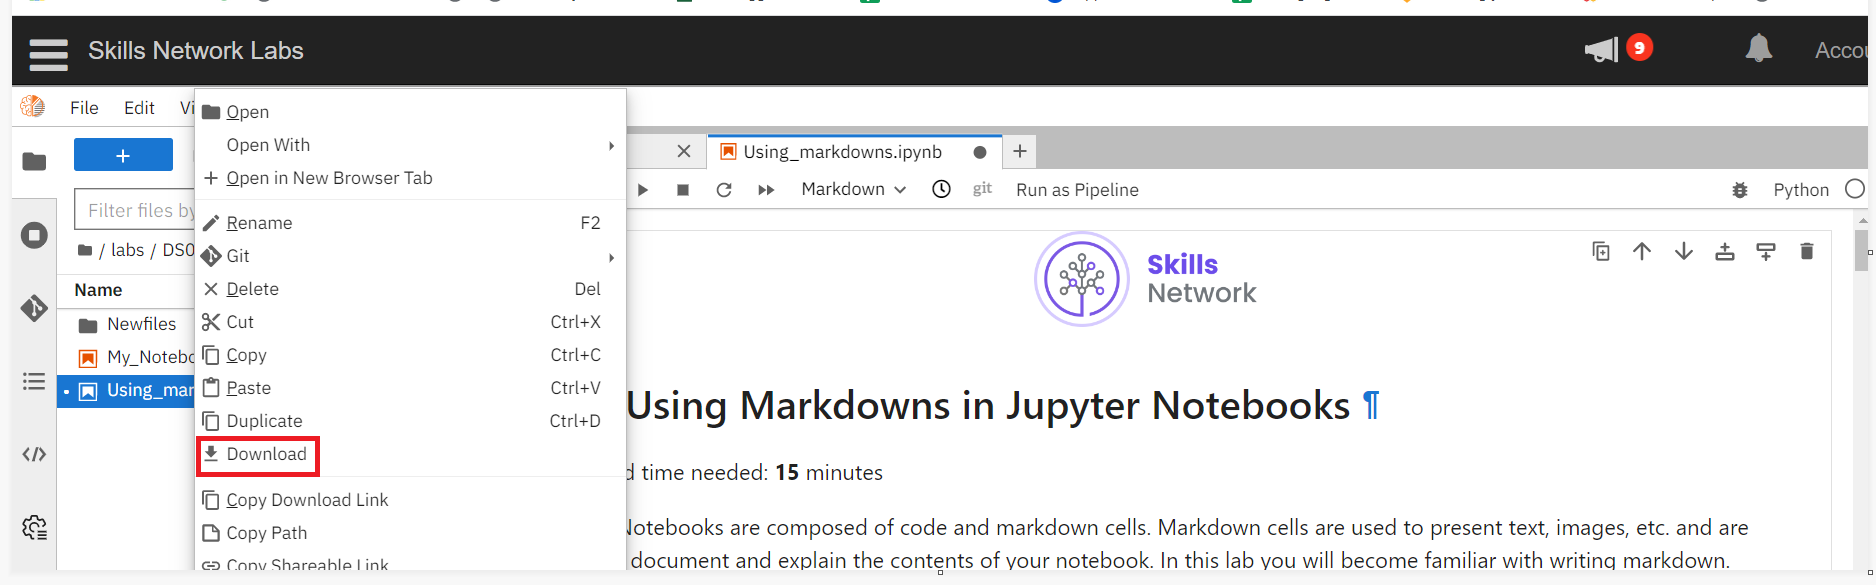 Skills Network Labs
9
File Edit
Open
Open With
Open in New Browser Tab
Rename F2
Git
Delete Del
Cut Ctrl+X
Copy Ctrl+C
Paste Ctrl+V
Duplicate Ctrl+D
Download
Copy Download Link
Copy Path
Copy Shareable Link
+
Filter files by
/ labs / DS0
Name
Newfiles
My_Notebo
Using_mar
Using_markdowns.ipynb
+
Markdown git Run as Pipeline Python
Skills
Network
Using Markdowns in Jupyter Notebooks ¶
time needed: 15 minutes
Notebooks are composed of code and markdown cells. Markdown cells are used to present text, images, etc. and are
document and explain the contents of your notebook. In this lab you will become familiar with writing markdown.